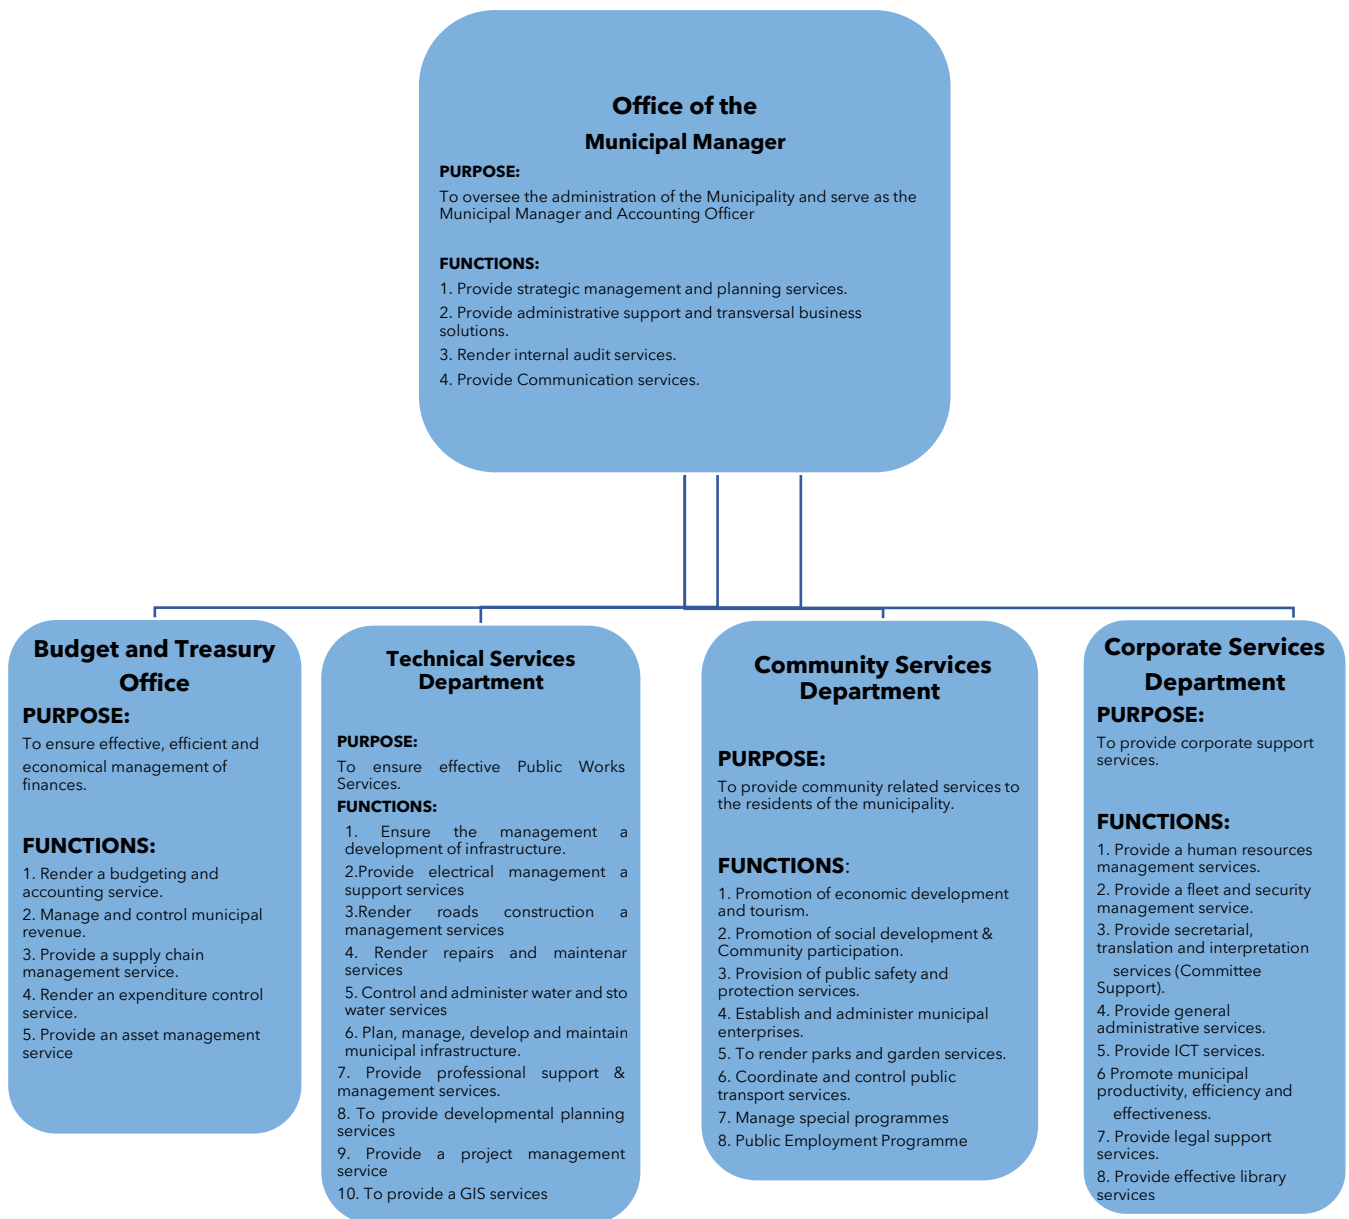 Office of the
Municipal Manager
PURPOSE:
To oversee the administration of the Municipality and serve as the
Municipal Manager and Accounting Officer
FUNCTIONS:
1. Provide strategic management and planning services.
2. Provide administrative support and transversal business
solutions.
3. Render internal audit services.
4. Provide Communication services.
Budget and Treasury
Office
PURPOSE:
To ensure effective, efficient and
economical management of
finances.
FUNCTIONS:
1. Render a budgeting and
accounting service.
2. Manage and control municipal
revenue.
3. Provide a supply chain
management service.
4. Render an expenditure control
service.
5. Provide an asset management
service
Technical Services
Department
PURPOSE:
To ensure effective Public Works
Services.
FUNCTIONS:
1. Ensure the management a
development of infrastructure.
2.Provide electrical management a
support services
3.Render roads construction a
management services
4. Render repairs and maintenar
services
5. Control and administer water and sto
water services
6. Plan, manage, develop and maintain
municipal infrastructure.
7. Provide professional support &
management services.
8. To provide developmental planning
services
9. Provide a project management
service
10. To provide a GIS services
Community Services
Department
PURPOSE:
To provide community related services to
the residents of the municipality.
FUNCTIONS:
1. Promotion of economic development
and tourism.
2. Promotion of social development &
Community participation.
3. Provision of public safety and
protection services.
4. Establish and administer municipal
enterprises.
5. To render parks and garden services.
6. Coordinate and control public
transport services.
7. Manage special programmes
8. Public Employment Programme
Corporate Services
Department
PURPOSE:
To provide corporate support
services.
FUNCTIONS:
1. Provide a human resources
management services.
2. Provide a fleet and security
management service.
3. Provide secretarial,
translation and interpretation
services (Committee
Support).
4. Provide general
administrative services.
5. Provide ICT services.
6 Promote municipal
productivity, efficiency and
effectiveness.
7. Provide legal support
services.
8. Provide effective library
services